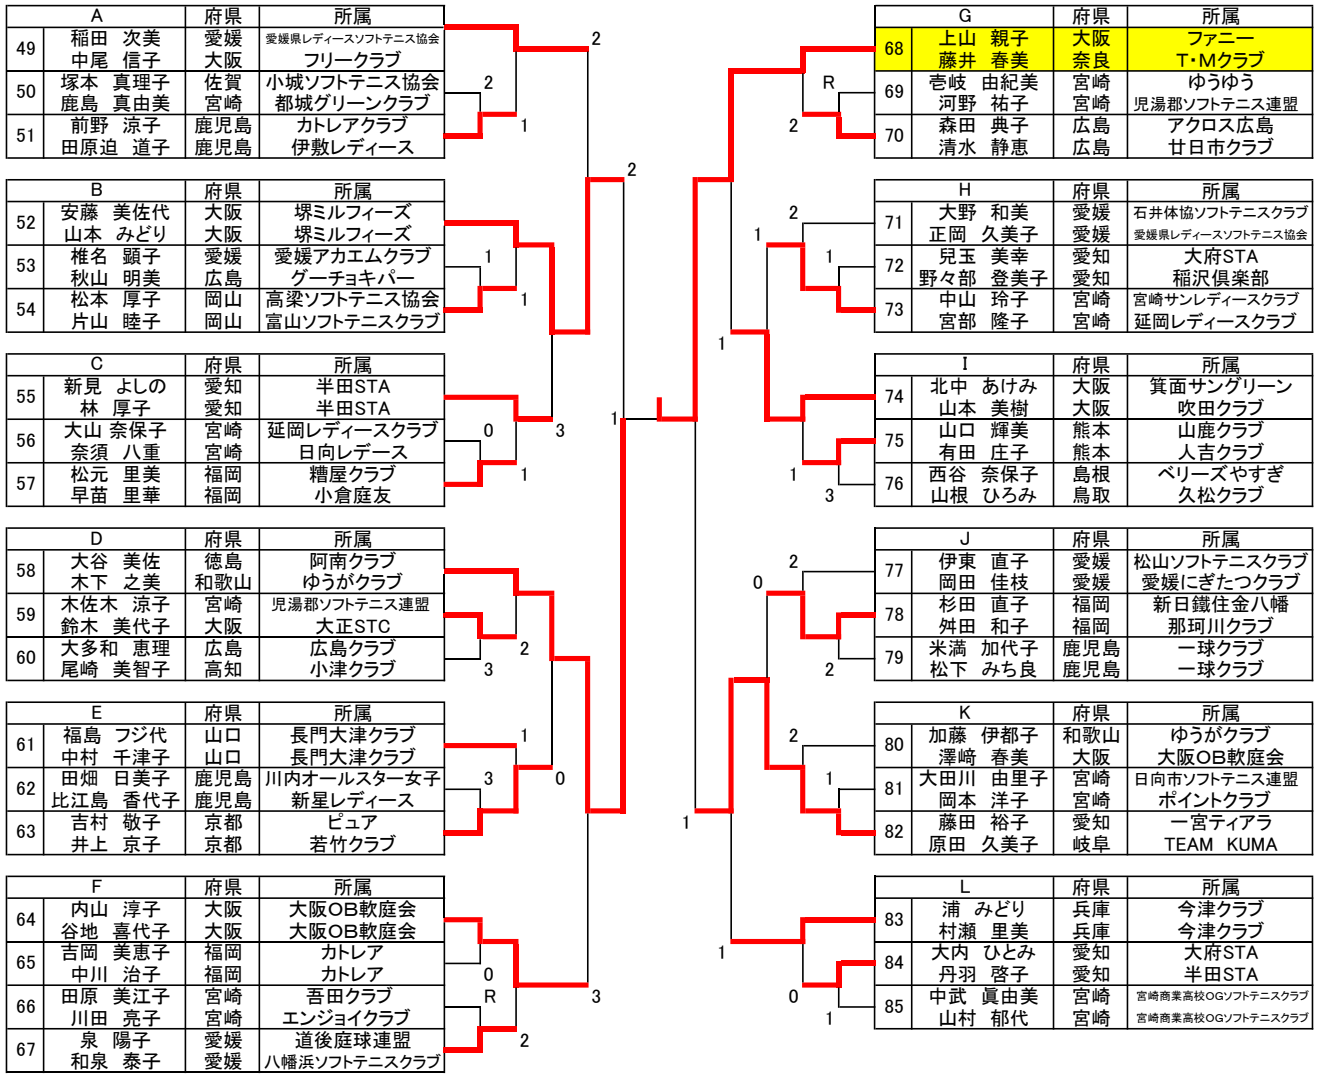 A 府県 所属
49 稲田 次美 愛媛 愛媛県レディースソフトテニス協会
中尾 信子 大阪 フリークラブ
50 塚本 真理子 佐賀 小城ソフトテニス協会
鹿島 真由美 宮崎 都城グリーンクラブ
51 前野 涼子 鹿児島 カトレアクラブ
田原迫 道子 鹿児島 伊敷レディース
B 府県 所属
52 安藤 美佐代 大阪 堺ミルフィーズ
山本 みどり 大阪 堺ミルフィーズ
53 椎名 顕子 愛媛 愛媛アカエムクラブ
秋山 明美 広島 グーチョキパー
54 松本 厚子 岡山 高梁ソフトテニス協会
片山 睦子 岡山 富山ソフトテニスクラブ
C 府県 所属
55 新見 よしの 愛知 半田STA
林 厚子 愛知 半田STA
56 大山 奈保子 宮崎 延岡レディースクラブ
奈須 八重 宮崎 日向レデース
57 松元 里美 福岡 糟屋クラブ
早苗 里華 福岡 小倉庭友
D 府県 所属
58 大谷 美佐 徳島 阿南クラブ
木下 之美 和歌山 ゆうがクラブ
59 木佐木 涼子 宮崎 児湯郡ソフトテニス連盟
鈴木 美代子 大阪 大正STC
60 大多和 恵理 広島 広島クラブ
尾崎 美智子 高知 小津クラブ
E 府県 所属
61 福島 フジ代 山口 長門大津クラブ
中村 千津子 山口 長門大津クラブ
62 田畑 日美子 鹿児島 川内オールスター女子
比江島 香代子 鹿児島 新星レディース
63 吉村 敬子 京都 ピュア
井上 京子 京都 若竹クラブ
F 府県 所属
64 内山 淳子 大阪 大阪OB軟庭会
谷地 喜代子 大阪 大阪OB軟庭会
65 吉岡 美恵子 福岡 カトレア
中川 治子 福岡 カトレア
66 田原 美江子 宮崎 吾田クラブ
川田 亮子 宮崎 エンジョイクラブ
67 泉 陽子 愛媛 道後庭球連盟
和泉 泰子 愛媛 八幡浜ソフトテニスクラブ
2
2
1
2
1
1
0
1
3
2
3
1
3
0
0
R
2
3
1
G 府県 所属
68 上山 親子 大阪 ファニー
藤井 春美 奈良 T・Mクラブ
69 壱岐 由紀美 宮崎 ゆうゆう
河野 祐子 宮崎 児湯郡ソフトテニス連盟
70 森田 典子 広島 アクロス広島
清水 静恵 広島 廿日市クラブ
H 府県 所属
71 大野 和美 愛媛 石井体協ソフトテニスクラブ
正岡 久美子 愛媛 愛媛県レディースソフトテニス協会
72 兒玉 美幸 愛知 大府STA
野々部 登美子 愛知 稲沢倶楽部
73 中山 玲子 宮崎 宮崎サンレディースクラブ
宮部 隆子 宮崎 延岡レディースクラブ
I 府県 所属
74 北中 あけみ 大阪 箕面サングリーン
山本 美樹 大阪 吹田クラブ
75 山口 輝美 熊本 山鹿クラブ
有田 庄子 熊本 人吉クラブ
76 西谷 奈保子 島根 ベリーズやすぎ
山根 ひろみ 鳥取 久松クラブ
J 府県 所属
77 伊東 直子 愛媛 松山ソフトテニスクラブ
岡田 佳枝 愛媛 愛媛にぎたつクラブ
78 杉田 直子 福岡 新日鐵住金八幡
舛田 和子 福岡 那珂川クラブ
79 米満 加代子 鹿児島 一球クラブ
松下 みち良 鹿児島 一球クラブ
K 府県 所属
80 加藤 伊都子 和歌山 ゆうがクラブ
澤﨑 春美 大阪 大阪OB軟庭会
81 大田川 由里子 宮崎 日向市ソフトテニス連盟
岡本 洋子 宮崎 ポイントクラブ
82 藤田 裕子 愛知 一宮ティアラ
原田 久美子 岐阜 TEAM KUMA
L 府県 所属
83 浦 みどり 兵庫 今津クラブ
村瀬 里美 兵庫 今津クラブ
84 大内 ひとみ 愛知 大府STA
丹羽 啓子 愛知 半田STA
85 中武 眞由美 宮崎 宮崎商業高校OGソフトテニスクラブ
山村 郁代 宮崎 宮崎商業高校OGソフトテニスクラブ
R
2
2
1
1
1
1
3
2
0
2
2
1
1
1
0
1